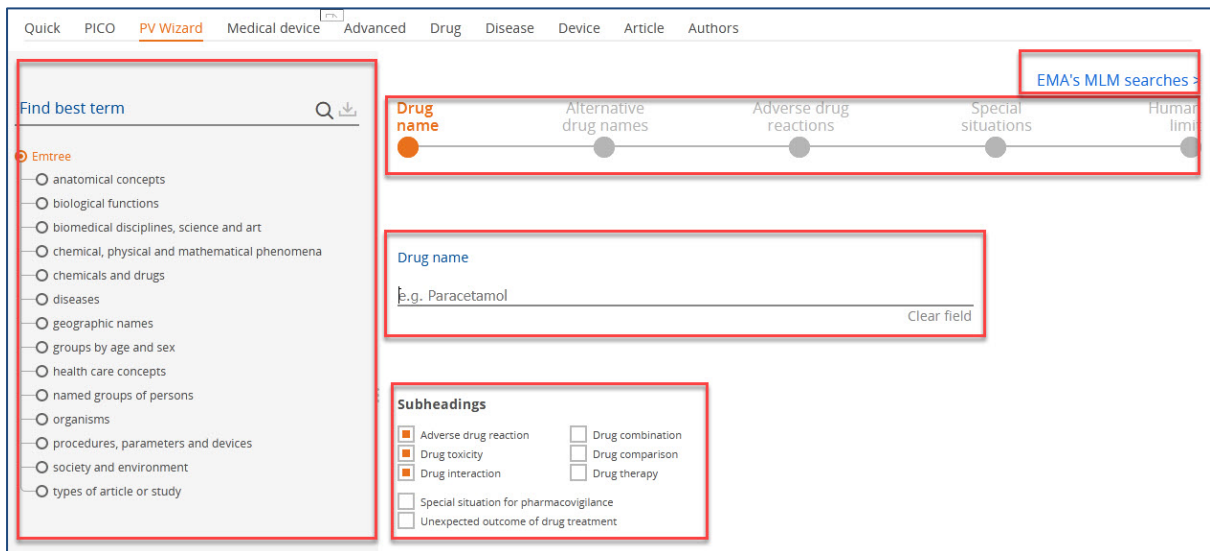 Quick PICO PV Wizard Medical device Advanced Drug Disease Device Article Authors
EMA's MLM searches >
Find best term
Emtree
anatomical concepts
biological functions
biomedical disciplines, science and art
chemical, physical and mathematical phenomena
chemicals and drugs
diseases
geographic names
groups by age and sex
health care concepts
named groups of persons
organisms
procedures, parameters and devices
society and environment
types of article or study
Drug
name
Alternative
drug names
Adverse drug
reactions
Special
situations
Human
limi
Drug name
e.g. Paracetamol
Clear field
Subheadings
Adverse drug reaction
Drug combination
Drug toxicity
Drug comparison
Drug interaction
Drug therapy
Special situation for pharmacovigilance
Unexpected outcome of drug treatment